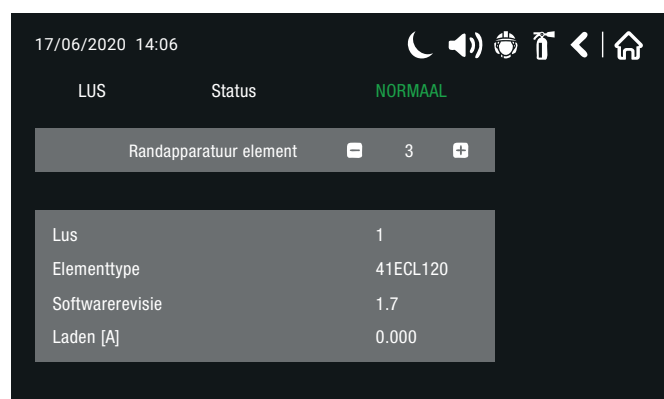 17/06/2020 14:06
LUS Status NORMAAL
Randapparatuur element 3
Lus 1
Elementtype 41ECL120
Softwarerevisie 1.7
Laden [A] 0.000